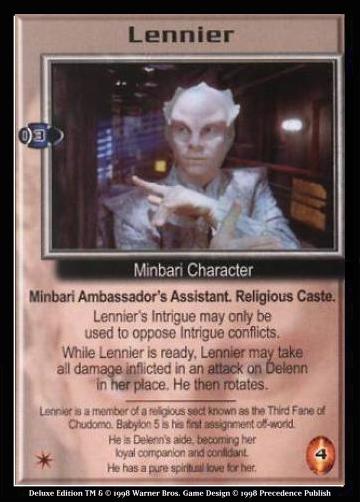 Lennier
3
Minbari Character
Minbari Ambassador's Assistant. Religious Caste.
Lennier's Intrigue may only be
used to oppose Intrigue conflicts.
While Lennier is ready, Lennier may take
all damage inflicted in an attack on Delenn
in her place. He then rotates.
Lennier is a member of a religious sect known as the Third Fane of
Chudomo. Babylon 5 is his first assignment off-world.
He is Delenn's aide, becoming her
loyal companion and confidant.
He has a pure spiritual love for her.
4
Deluxe Edition TM & © 1998 Warner Bros. Game Design © 1998 Precedence Publish